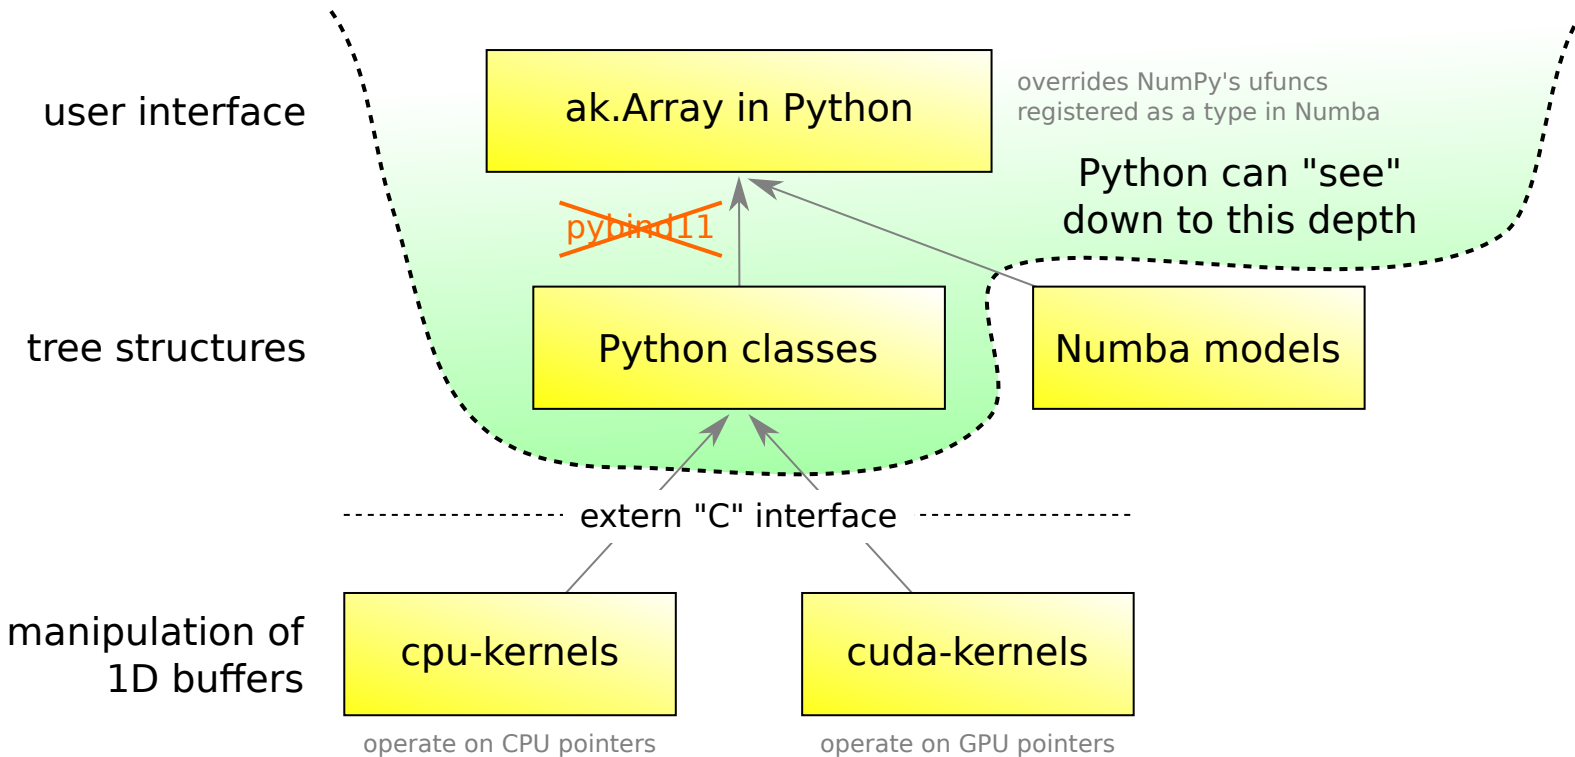 user interface
ak.Array in Python
overrides NumPy's ufuncs
registered as a type in Numba
Python can "see"
down to this depth
pybind11
tree structures
Python classes
Numba models
extern "C" interface
manipulation of
1D buffers
cpu-kernels
cuda-kernels
operate on CPU pointers
operate on GPU pointers